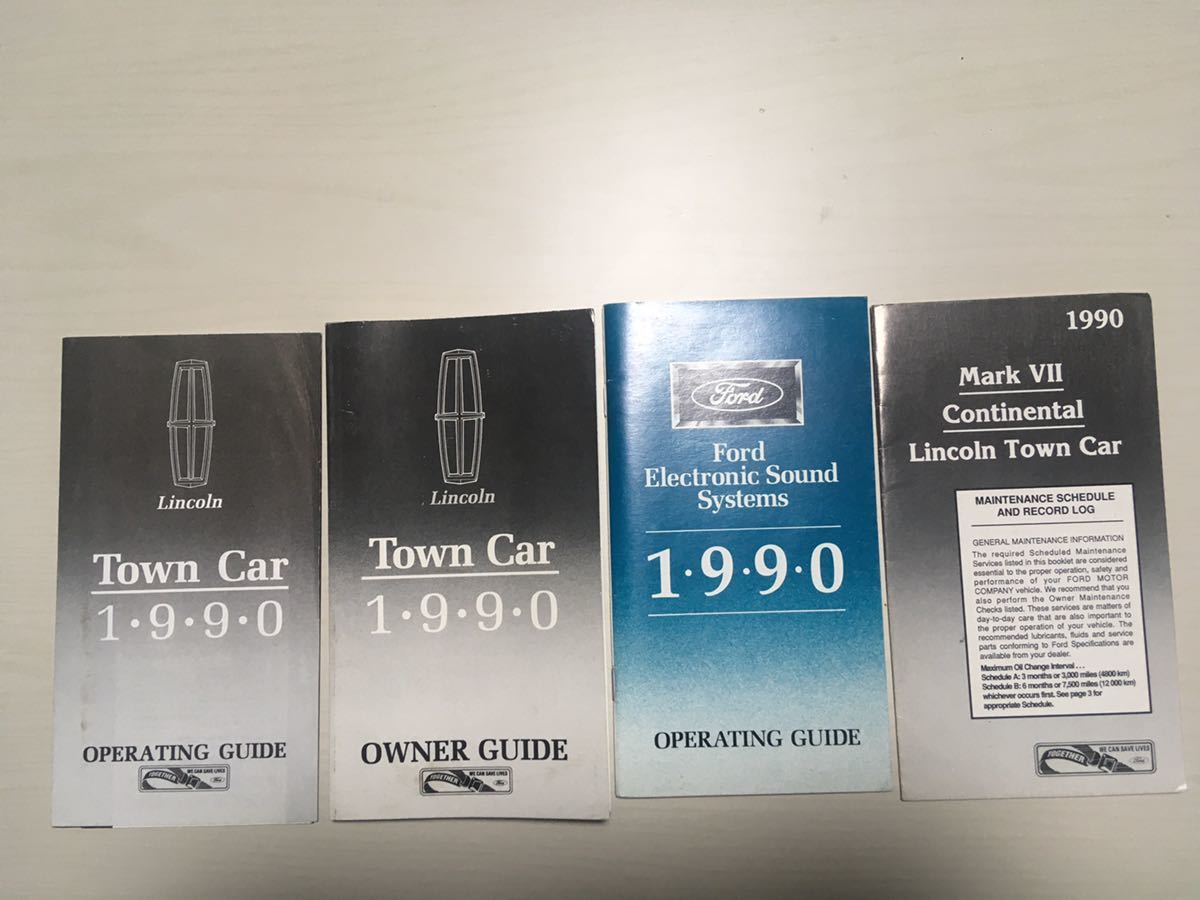 Lincoln
Town Car
1·9·9·0
OPERATING GUIDE
TOGETHER
WE CAN SAVE LIVES
Ford
Lincoln
Town Car
1·9·9·0
OWNER GUIDE
TOGETHER
WE CAN SAVE LIVES
Ford
Ford
Ford
Electronic Sound
Systems
1·9·9·0
OPERATING GUIDE
1990
Mark VII
Continental
Lincoln Town Car
MAINTENANCE SCHEDULE
AND RECORD LOG
GENERAL MAINTENANCE INFORMATION
The required Scheduled Maintenance
Services listed in this booklet are considered
essential to the proper operation, safety and
performance of your FORD MOTOR
COMPANY vehicle. We recommend that you
also perform the Owner Maintenance
Checks listed. These services are matters of
day-to-day care that are also important to
the proper operation of your vehicle. The
recommended lubricants, fluids and service
parts conforming to Ford Specifications are
available from your dealer.
Maximum Oil Change Interval . . .
Schedule A: 3 months or 3,000 miles (4800 km)
Schedule B: 6 months or 7,500 miles (12 000 km)
whichever occurs first. See page 3 for
appropriate Schedule.
TOGETHER
WE CAN SAVE LIVES
Ford